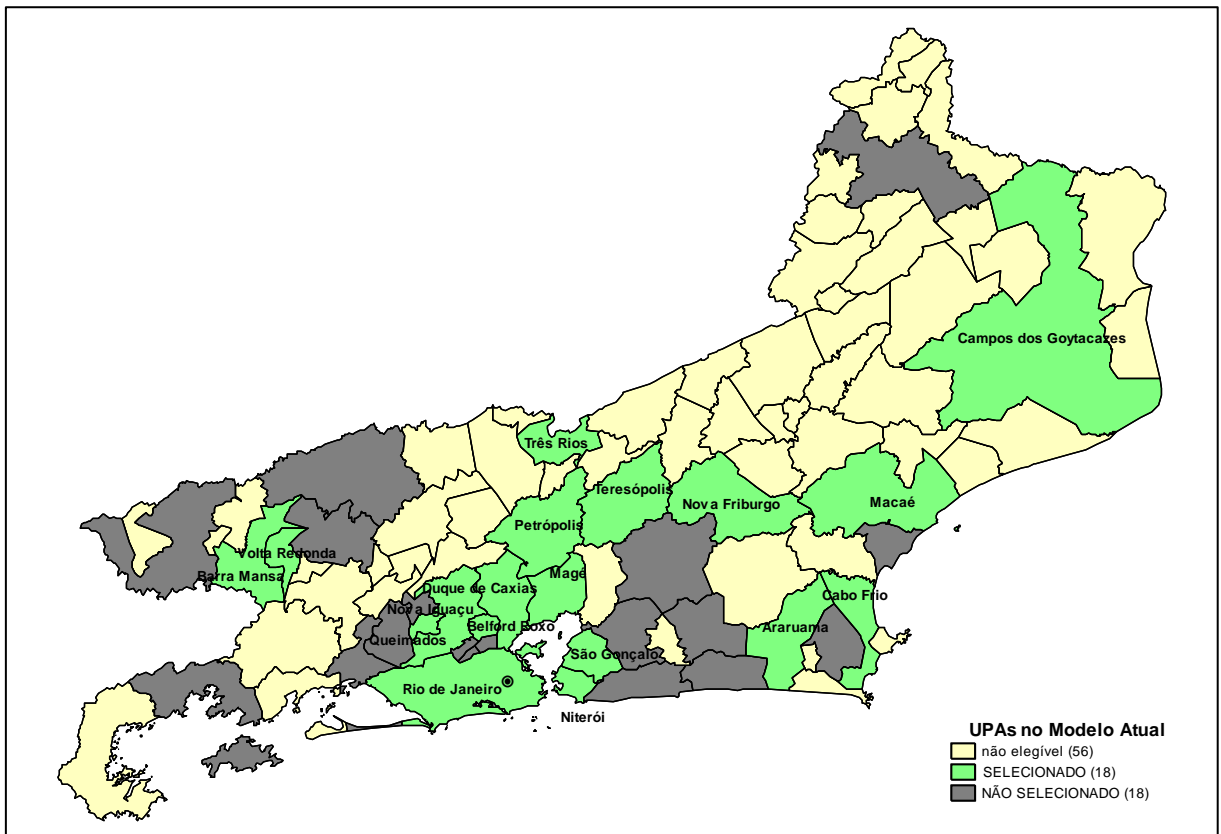 Campos dos Goytacazes
Três Rios
Teresópolis
Nova Friburgo
Macaé
Petrópolis
Volta Redonda
Barra Mansa
Magé
Duque de Caxias
Cabo Frio
Nova Iguaçu
Belford Roxo
Araruama
Queimados
São Gonçalo
Rio de Janeiro
Niterói
UPAs no Modelo Atual
não elegível (56)
SELECIONADO (18)
NÃO SELECIONADO (18)